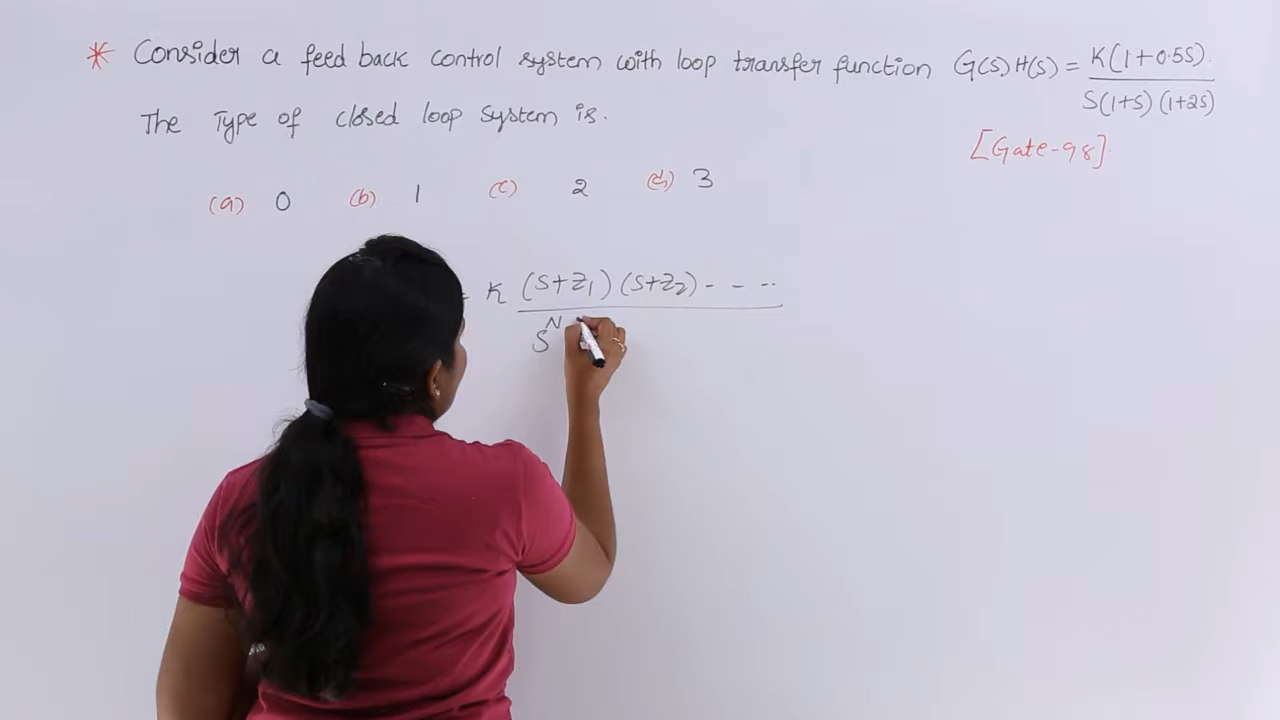 * Consider a feed back control system with loop transfer function G(S) H(S) = K(1+0.5S) / S(1+S) (1+2S)
The Type of closed loop system is.
[Gate-98].
(a) 0 (b) 1 (c) 2 (d) 3
= K (S+Z₁) (S+Z₂) - - --
S^N